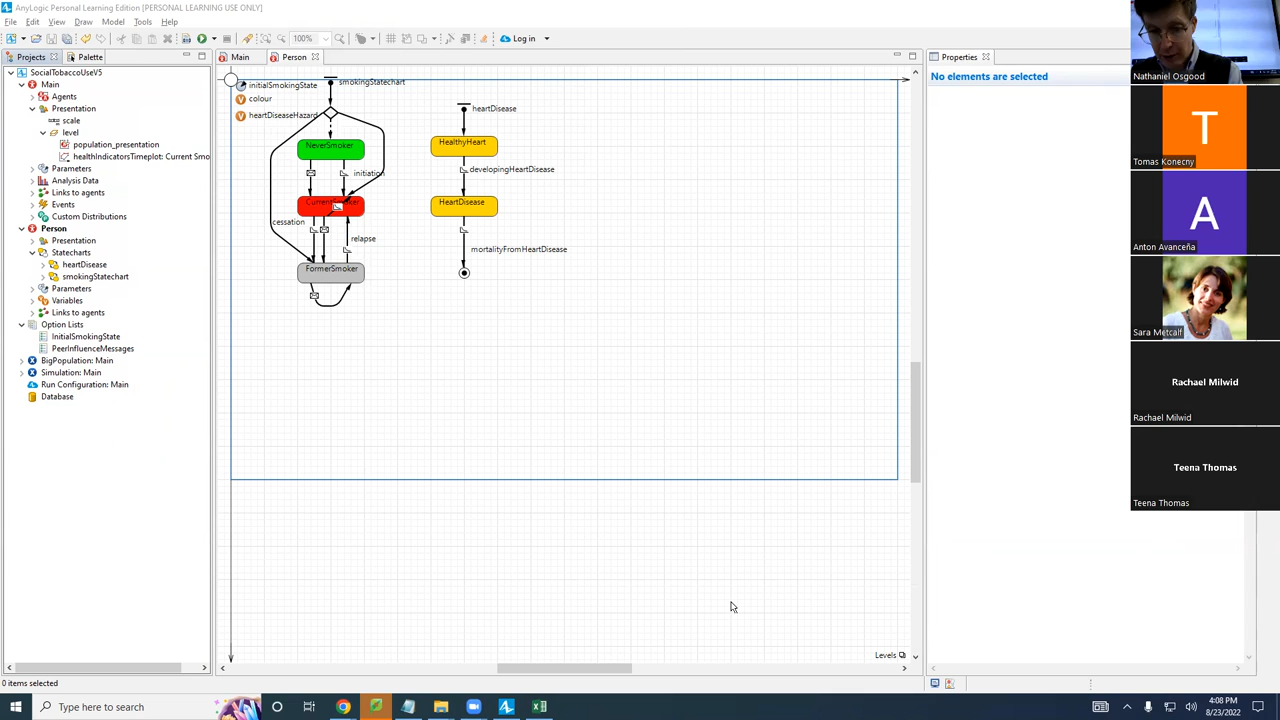 AnyLogic Personal Learning Edition [PERSONAL LEARNING USE ONLY]
File Edit View Draw Model Tools Help
100%
Log in
Projects
Palette
Main
Person
Properties
SocialTobaccoUseV5
Main
Agents
Presentation
scale
level
population_presentation
healthIndicatorsTimeplot: Current Smo
Parameters
Analysis Data
Links to agents
Events
Custom Distributions
Person
Presentation
Statecharts
heartDisease
smokingStatechart
Parameters
Variables
Links to agents
Option Lists
InitialSmokingState
PeerInfluenceMessages
BigPopulation: Main
Simulation: Main
Run Configuration: Main
Database
0 items selected
initialSmokingState
colour
heartDiseaseHazard
smokingStatechart
NeverSmoker
initiation
CurrentSmoker
cessation
relapse
FormerSmoker
heartDisease
HealthyHeart
developingHeartDisease
HeartDisease
mortalityFromHeartDisease
Levels
No elements are selected
Nathaniel Osgood
T
Tomas Konecny
A
Anton Avanceña
Sara Metcalf
Rachael Milwid
Rachael Milwid
Teena Thomas
Teena Thomas
Type here to search
4:08 PM
8/23/2022